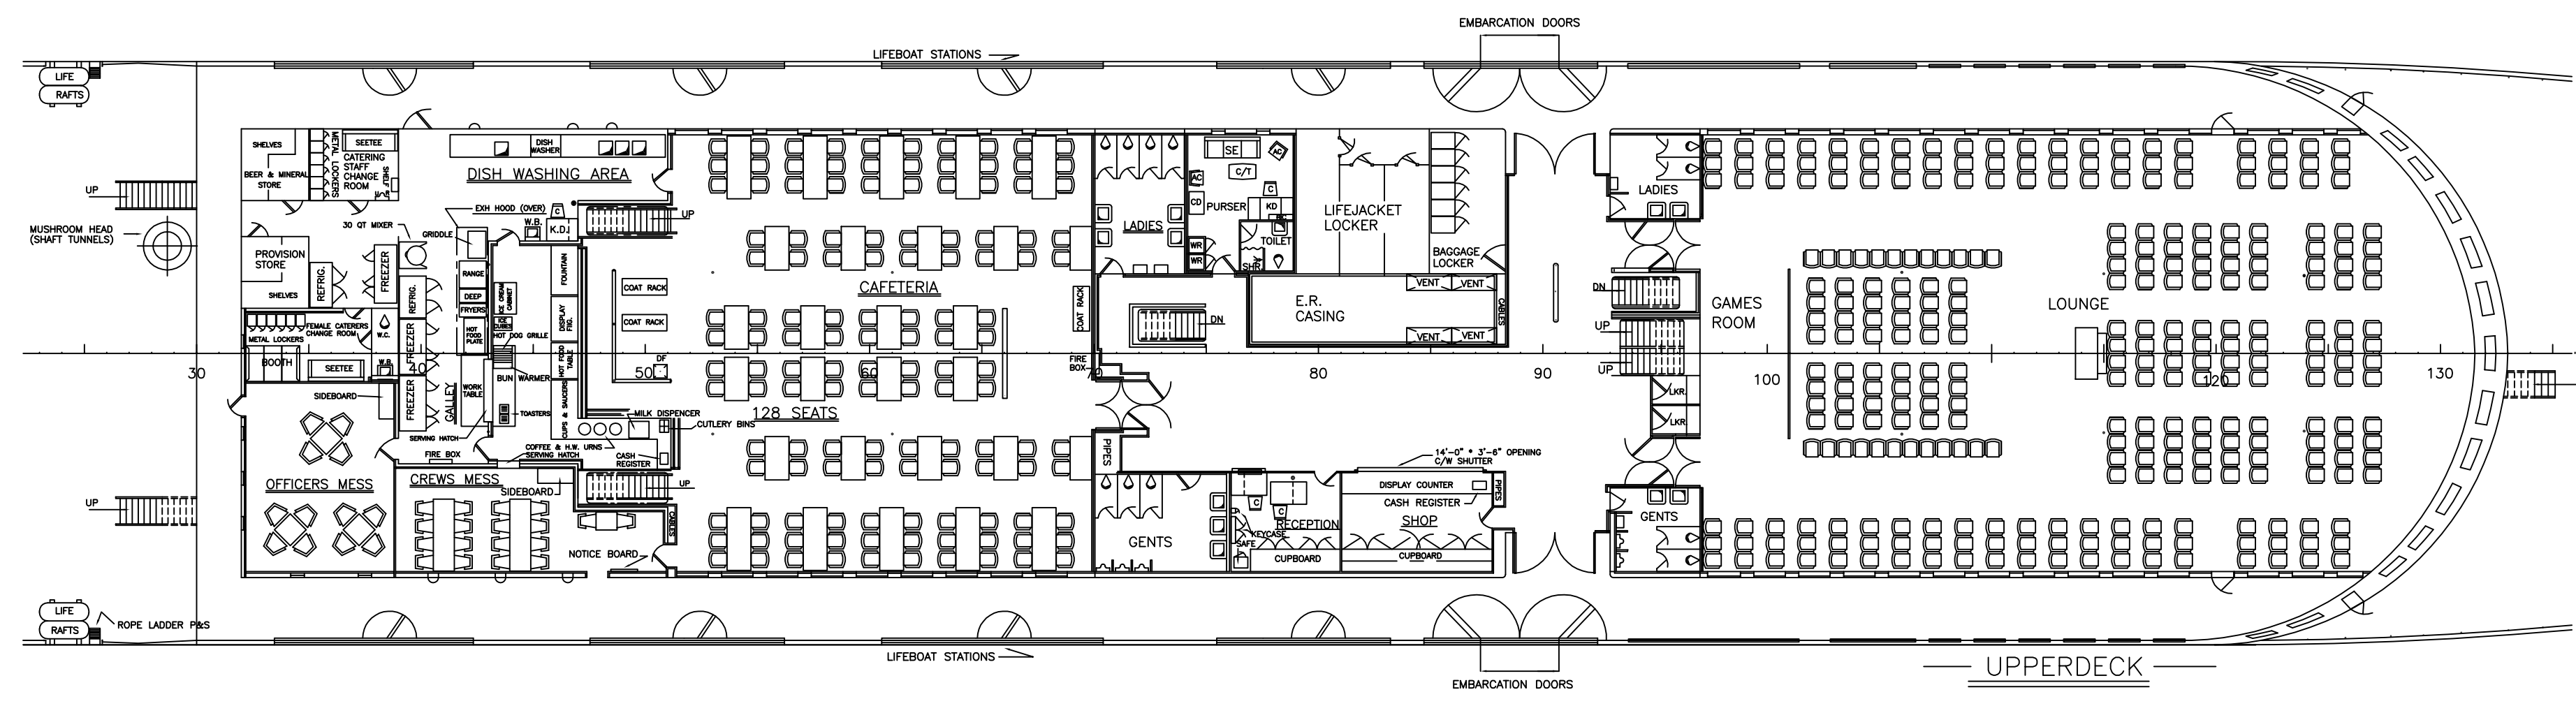 EMBARCATION DOORS
LIFEBOAT STATIONS
LIFE
RAFTS
UP
MUSHROOM HEAD
(SHAFT TUNNELS)
SHELVES
BEER & MINERAL
STORE
METAL LOCKERS
SEETEE
CATERING
STAFF
CHANGE
ROOM
SHELF
DISH
WASHER
DISH WASHING AREA
EXH HOOD (OVER)
30 QT MIXER
GRIDDLE
W.B.
C
K.D.
UP
PROVISION
STORE
SHELVES
REFRIG.
FREEZER
REFRIG.
RANGE
DEEP
FRYERS
HOT
FOOD
PLATE
ICE CREAM
CABINET
ICE
CUBES
HOT DOG GRILLE
FOUNTAIN
DISPLAY
FRIG.
HOT FOOD
TABLE
CUPS & SAUCERS
FEMALE CATERERS
CHANGE ROOM
METAL LOCKERS
W.C.
BOOTH
SEETEE
W.B.
FREEZER
FREEZER
GALLEY
WORK
TABLE
BUN WARMER
TOASTERS
SIDEBOARD
SERVING HATCH
FIRE BOX
COFFEE & H.W. URNS
SERVING HATCH
MILK DISPENCER
CUTLERY BINS
CASH
REGISTER
OFFICERS MESS
CREWS MESS
SIDEBOARD
UP
CABLES
NOTICE BOARD
COAT RACK
COAT RACK
DF
CAFETERIA
128 SEATS
COAT RACK
FIRE
BOX
30
40
50
60
70
80
90
100
120
130
LADIES
SE
AC
C/T
AC
CD
PURSER
C
KD
WR
WR
TOILET
SHR.
LIFEJACKET
LOCKER
BAGGAGE
LOCKER
DN
E.R.
CASING
VENT
VENT
VENT
VENT
CABLES
PIPES
GENTS
C
C
RECEPTION
KEYCASE
SAFE
CUPBOARD
14'-0" * 3'-6" OPENING
C/W SHUTTER
DISPLAY COUNTER
CASH REGISTER
SHOP
CUPBOARD
PIPES
LADIES
DN
UP
UP
LKR.
LKR.
GENTS
GAMES
ROOM
LOUNGE
UP
LIFE
RAFTS
ROPE LADDER P&S
LIFEBOAT STATIONS
EMBARCATION DOORS
UPPERDECK